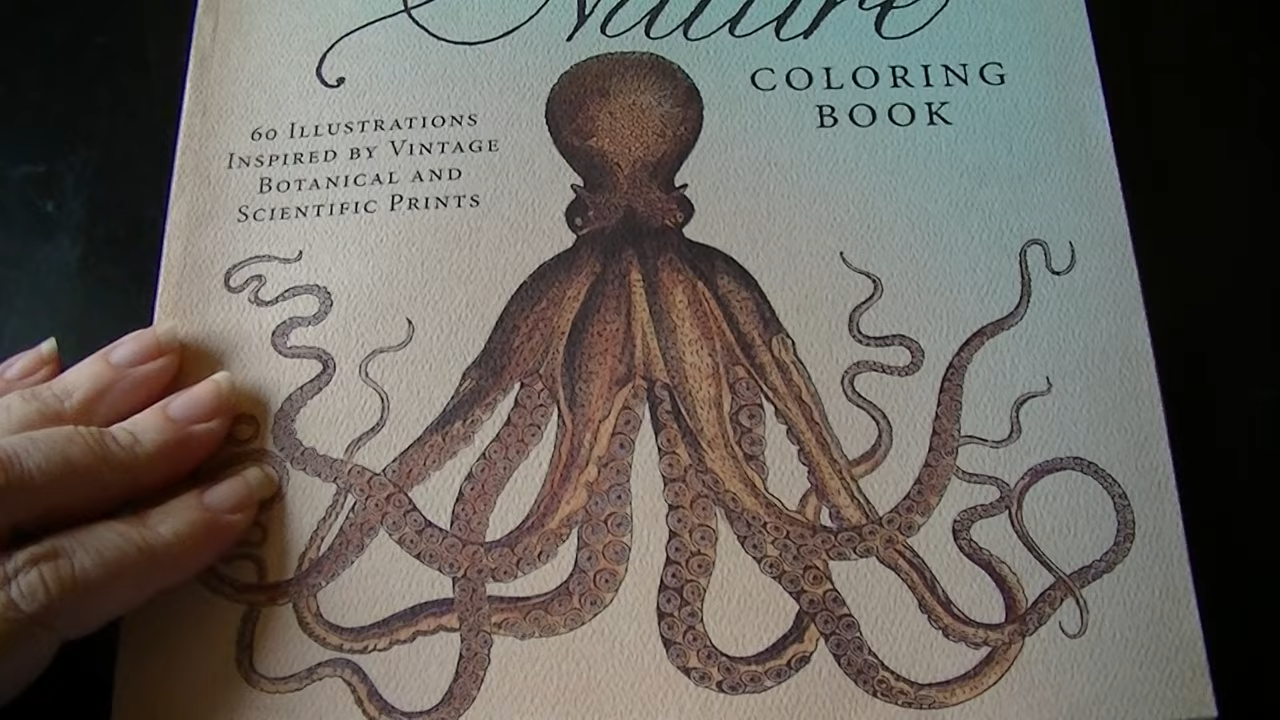 Nature
COLORING
BOOK
60 ILLUSTRATIONS
INSPIRED BY VINTAGE
BOTANICAL AND
SCIENTIFIC PRINTS